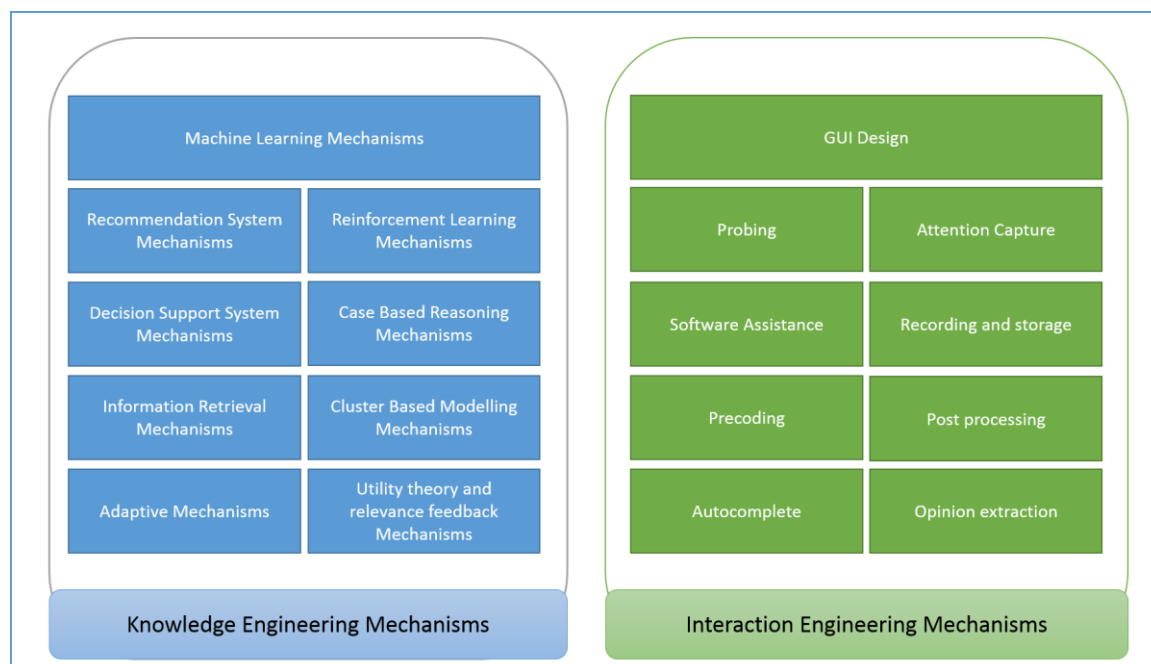 Machine Learning Mechanisms
Recommendation System
Mechanisms
Reinforcement Learning
Mechanisms
Decision Support System
Mechanisms
Case Based Reasoning
Mechanisms
Information Retrieval
Mechanisms
Cluster Based Modelling
Mechanisms
Adaptive Mechanisms
Utility theory and
relevance feedback
Mechanisms
Knowledge Engineering Mechanisms
GUI Design
Probing
Attention Capture
Software Assistance
Recording and storage
Precoding
Post processing
Autocomplete
Opinion extraction
Interaction Engineering Mechanisms